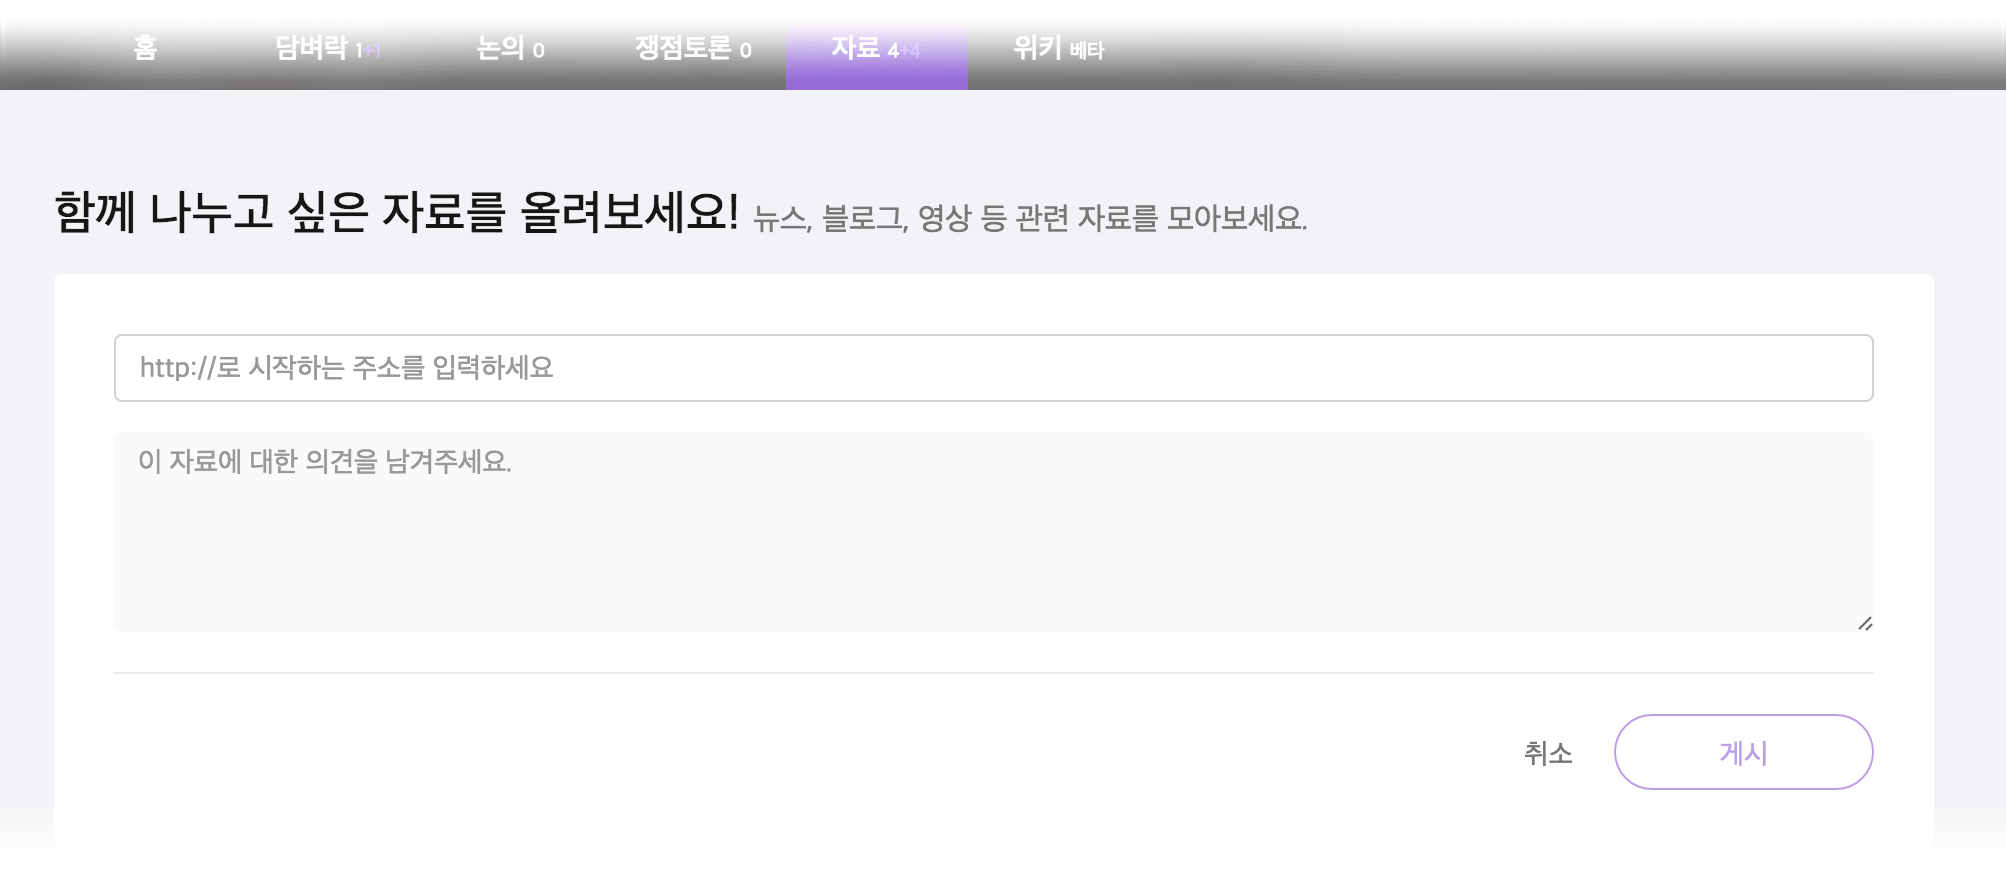 홈 담벼락 1+1 논의 0 쟁점토론 0 자료 4+4 위키 베타
함께 나누고 싶은 자료를 올려보세요! 뉴스, 블로그, 영상 등 관련 자료를 모아보세요.
http://로 시작하는 주소를 입력하세요
이 자료에 대한 의견을 남겨주세요.
취소 게시